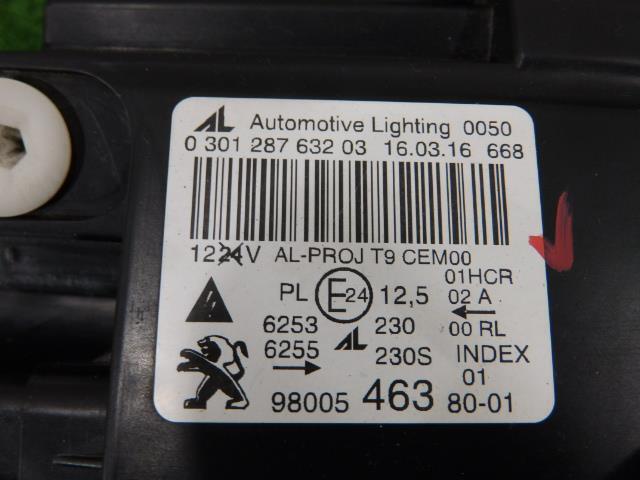 AL Automotive Lighting 0050
0 301 287 632 03 16.03.16 668
12 24 V AL-PROJ T9 CEM00
01HCR
PL E24 12,5 02 A
6253 AL 230 00 RL
6255 230S INDEX
01
98005 463 80-01